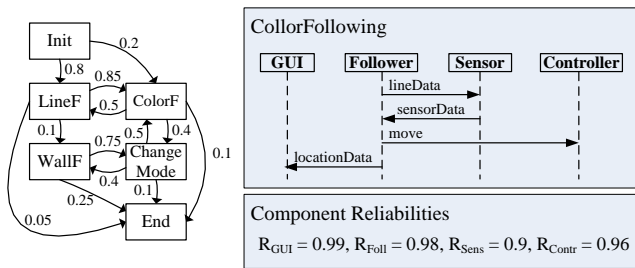 Init
0.2
0.8
0.85
LineF
ColorF
0.5
0.1
0.5
0.4
0.75
WallF
Change
Mode
0.4
0.1
0.25
0.1
0.05
End
CollorFollowing
GUI Follower Sensor Controller
lineData
sensorData
move
locationData
Component Reliabilities
R_GUI = 0.99, R_Foll = 0.98, R_Sens = 0.9, R_Contr = 0.96